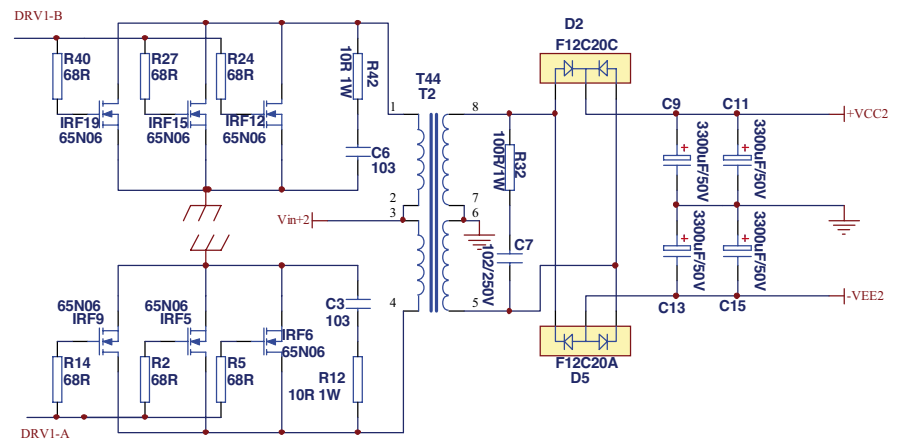 DRV1-B
D2
F12C20C
R40
68R
R27
68R
R24
68R
10R 1W
R42
T44
T2
1
8
C9
C11
+VCC2
IRF19
65N06
IRF15
65N06
IRF12
65N06
C6
103
100R/1W
R32
3300uF/50V
+
3300uF/50V
+
2
3
7
6
Vin+2
C7
102/250V
3300uF/50V
+
3300uF/50V
+
65N06
IRF9
65N06
IRF5
IRF6
65N06
C3
103
4
5
-VEE2
C13
C15
R14
68R
R2
68R
R5
68R
R12
10R 1W
F12C20A
D5
DRV1-A